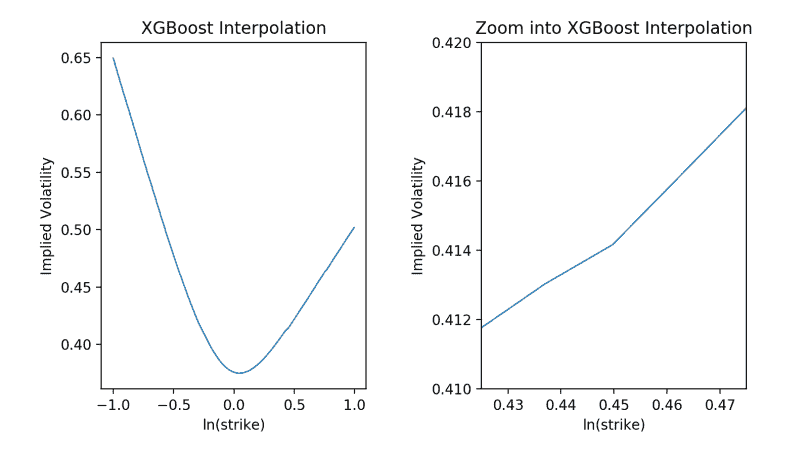 XGBoost Interpolation
Implied Volatility
0.65
0.60
0.55
0.50
0.45
0.40
−1.0 −0.5 0.0 0.5 1.0
ln(strike)
Zoom into XGBoost Interpolation
Implied Volatility
0.420
0.418
0.416
0.414
0.412
0.410
0.43 0.44 0.45 0.46 0.47
ln(strike)